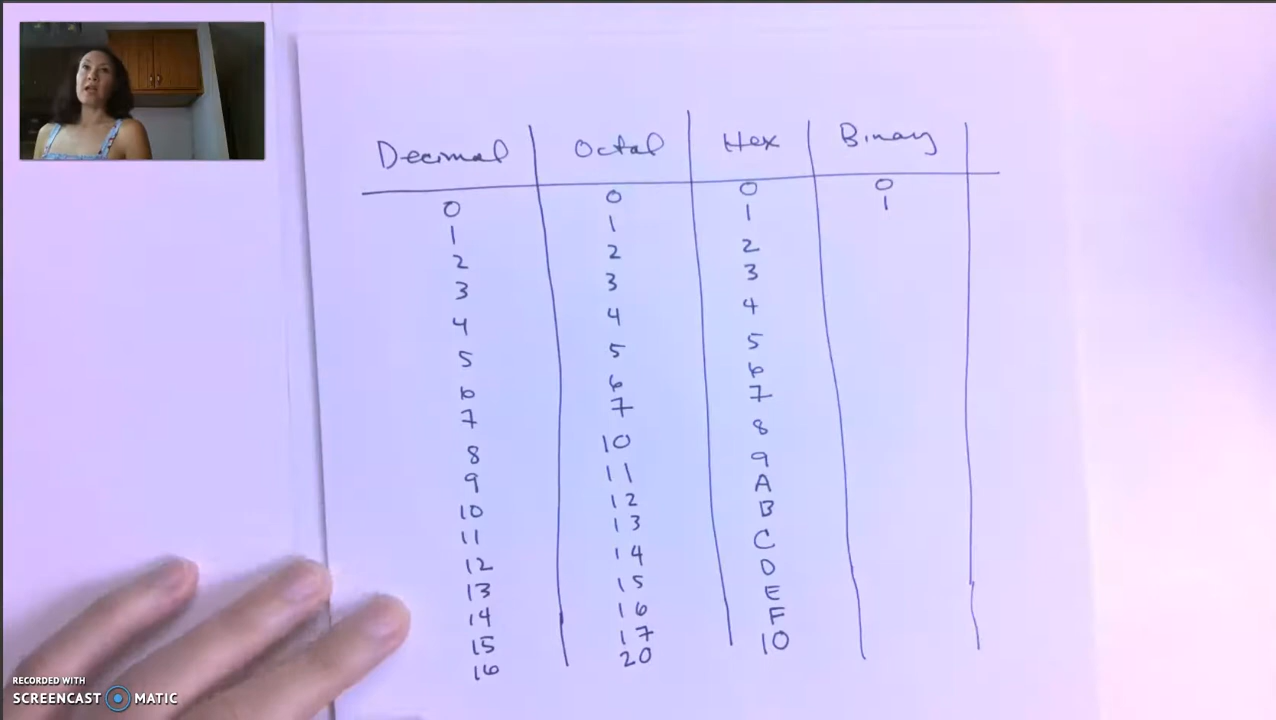 Decimal Octal Hex Binary
0 0 0 0
1 1 1 1
2 2 2
3 3 3
4 4 4
5 5 5
6 6 6
7 7 7
8 10 8
9 11 9
10 12 A
11 13 B
12 14 C
13 15 D
14 16 E
15 17 F
16 20 10
RECORDED WITH
SCREENCAST MATIC